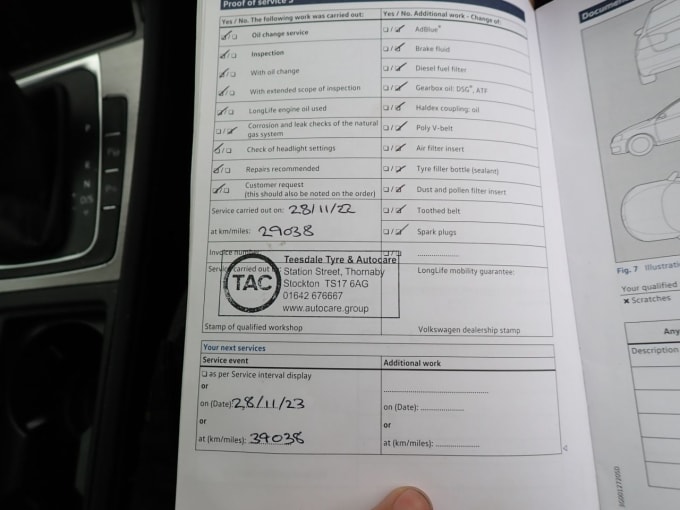 Proof of service 3
Yes / No. The following work was carried out: Yes / No. Additional work - Change of:
Oil change service AdBlue®
Inspection Brake fluid
With oil change Diesel fuel filter
With extended scope of inspection Gearbox oil: DSG®, ATF
LongLife engine oil used Haldex coupling: oil
Corrosion and leak checks of the natural gas system Poly V-belt
Check of headlight settings Air filter insert
Repairs recommended Tyre filler bottle (sealant)
Customer request
(this should also be noted on the order) Dust and pollen filter insert
Service carried out on: 28/11/22 Toothed belt
at km/miles: 29038 Spark plugs
Invoice number
Service carried out
TAC
Teesdale Tyre & Autocare
Station Street, Thornaby
Stockton TS17 6AG
01642 676667
www.autocare.group
LongLife mobility guarantee:
Stamp of qualified workshop Volkswagen dealership stamp
Your next services
Service event Additional work
as per Service interval display
or
on (Date): 28/11/23 on (Date):
or or
at (km/miles): 39038 at (km/miles):
Fig. 7
Your qualified
Scratches
Any
Description